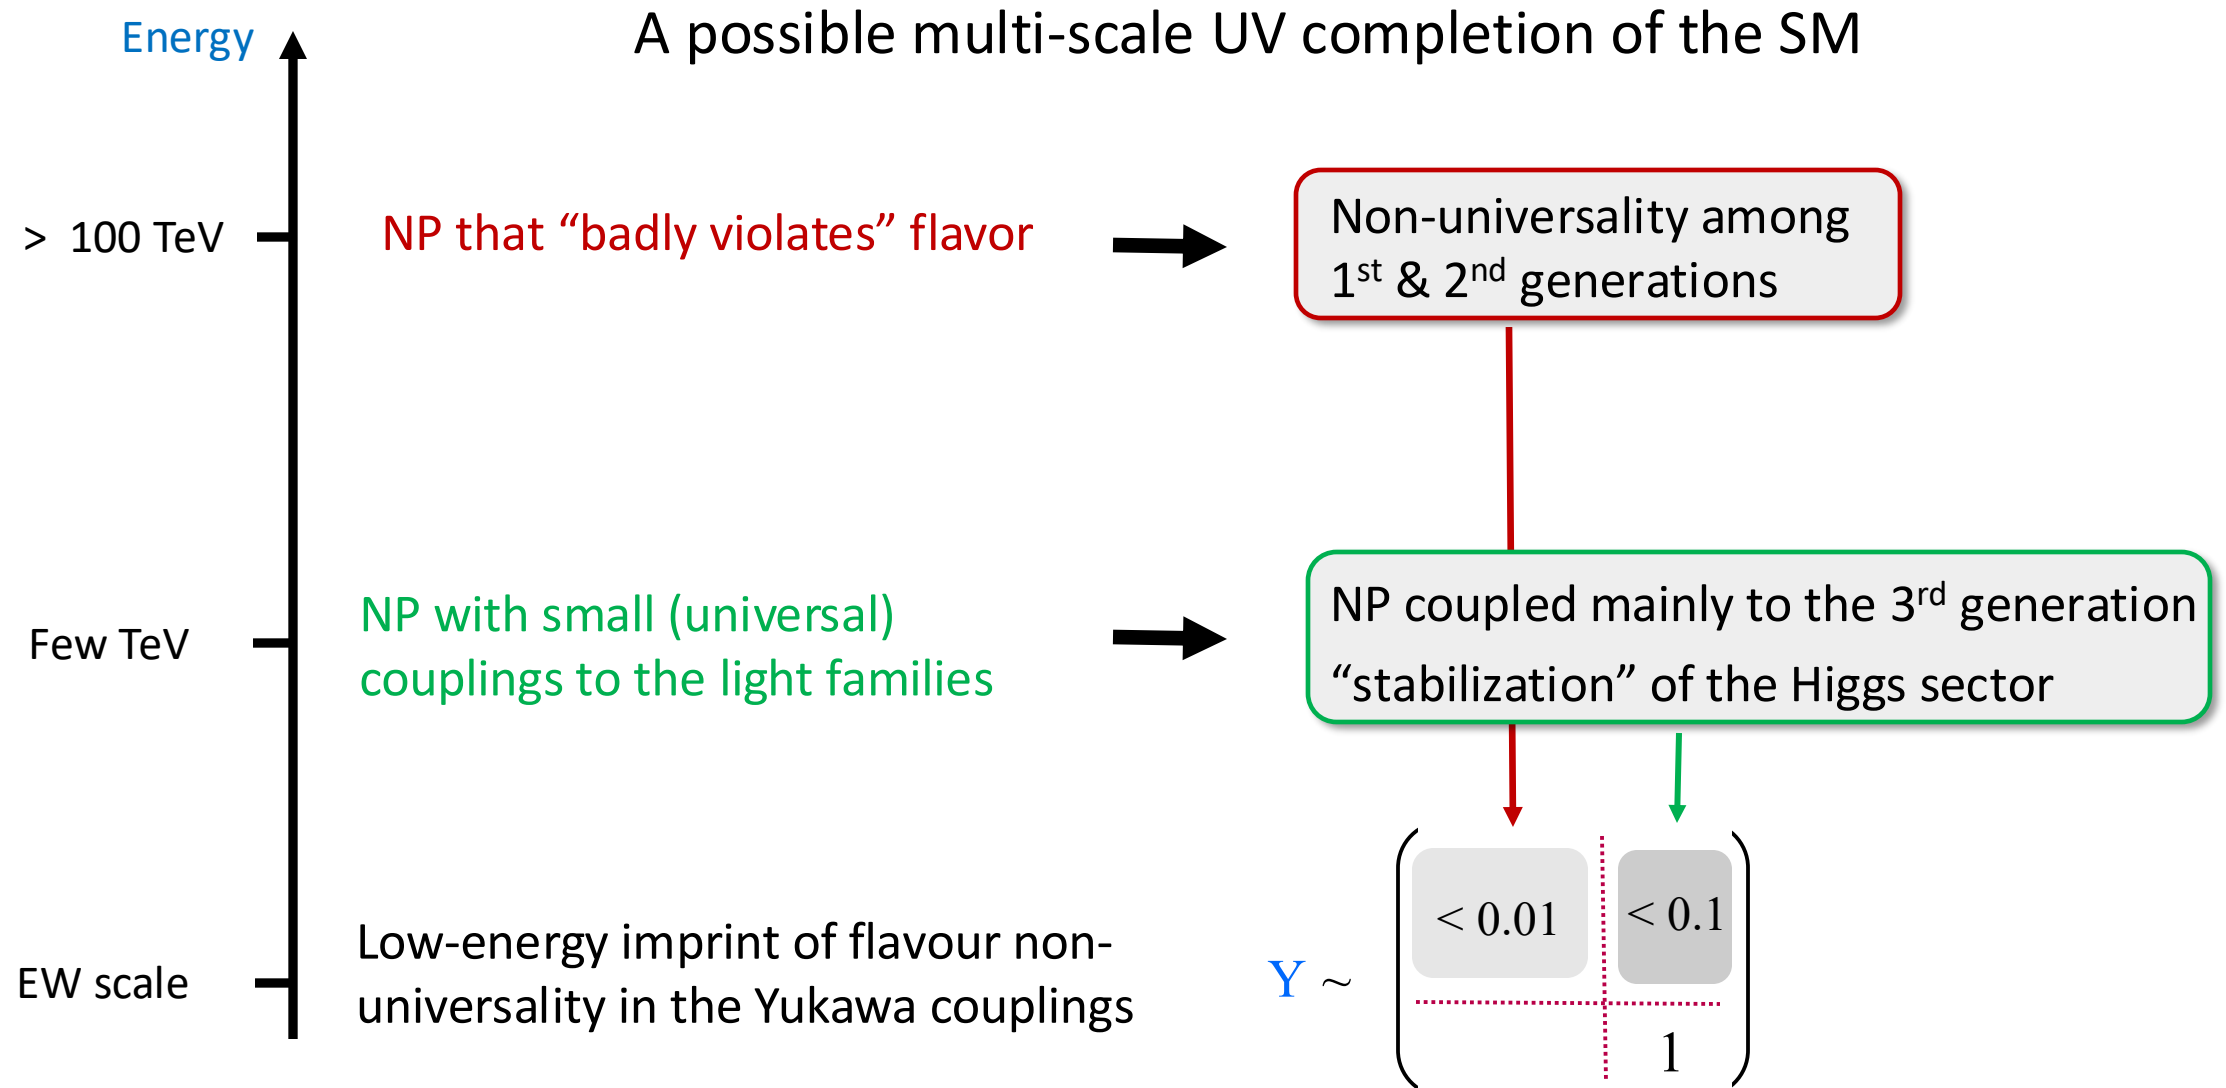 A possible multi-scale UV completion of the SM
Energy
> 100 TeV
NP that “badly violates” flavor
Non-universality among
1st & 2nd generations
Few TeV
NP with small (universal)
couplings to the light families
NP coupled mainly to the 3rd generation
“stabilization” of the Higgs sector
EW scale
Low-energy imprint of flavour non-
universality in the Yukawa couplings
Y ~
< 0.01
< 0.1
1